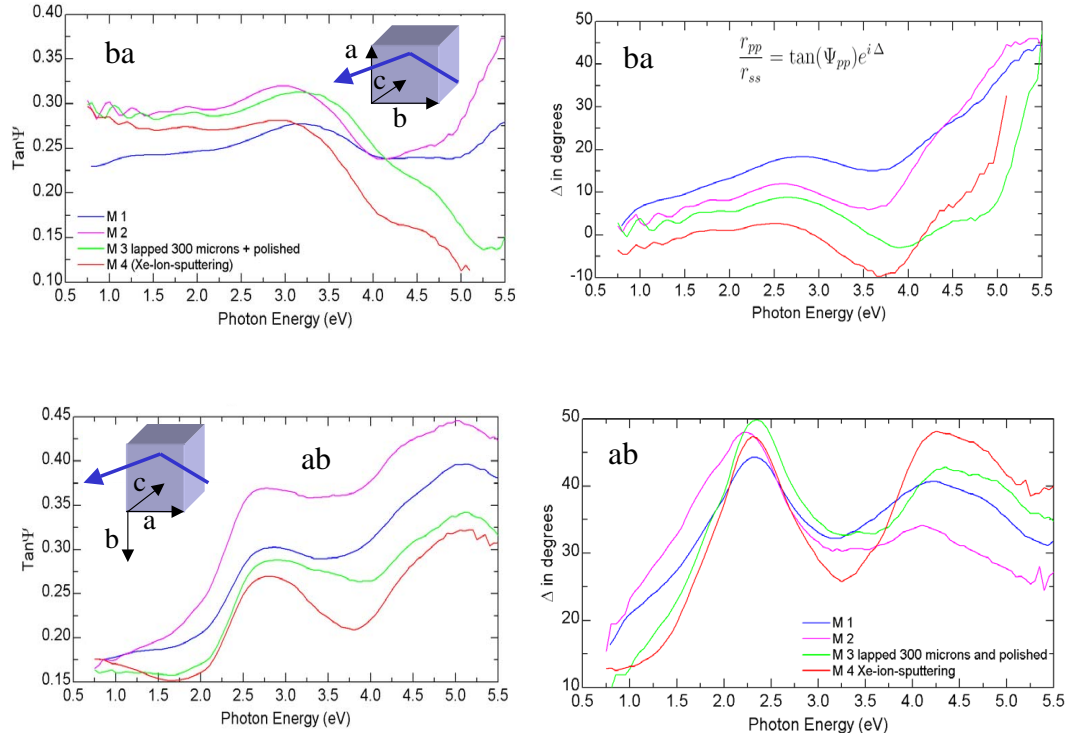 0.40
0.35
0.30
0.25
0.20
0.15
0.10
TanΨ
ba
a
c
b
M 1
M 2
M 3 lapped 300 microns + polished
M 4 (Xe-Ion-sputtering)
0.5 1.0 1.5 2.0 2.5 3.0 3.5 4.0 4.5 5.0 5.5
Photon Energy (eV)
50
40
30
20
10
0
-10
Δ in degrees
ba
r_pp / r_ss = tan(Ψ_pp)e^{iΔ}
0.5 1.0 1.5 2.0 2.5 3.0 3.5 4.0 4.5 5.0 5.5
Photon Energy (eV)
0.45
0.40
0.35
0.30
0.25
0.20
0.15
TanΨ
ab
c
a
b
0.5 1.0 1.5 2.0 2.5 3.0 3.5 4.0 4.5 5.0 5.5
Photon Energy (eV)
50
40
30
20
10
Δ in degrees
ab
M 1
M 2
M 3 lapped 300 microns and polished
M 4 Xe-ion-sputtering)
0.5 1.0 1.5 2.0 2.5 3.0 3.5 4.0 4.5 5.0 5.5
Photon Energy (eV)